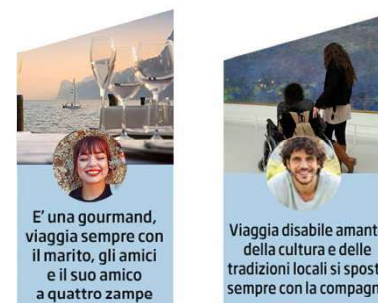 E' una gourmand,
viaggia sempre con
il marito, gli amici
e il suo amico
a quattro zampe
Viaggia disabile amant
della cultura e delle
tradizioni locali si spost
sempre con la compagn